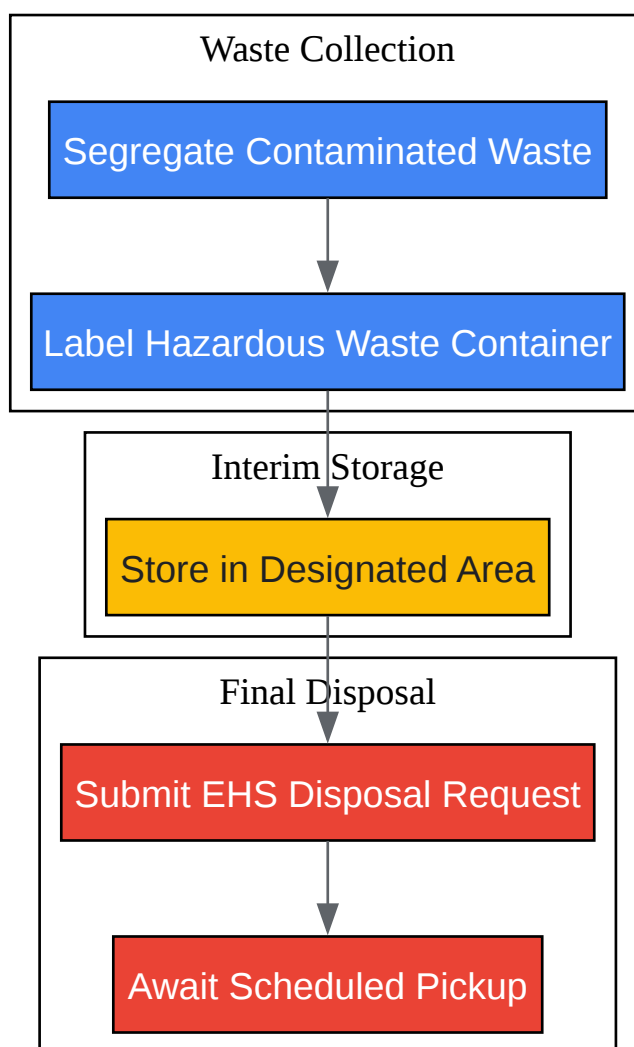 Waste Collection
Segregate Contaminated Waste
Label Hazardous Waste Container
Interim Storage
Store in Designated Area
Final Disposal
Submit EHS Disposal Request
Await Scheduled Pickup